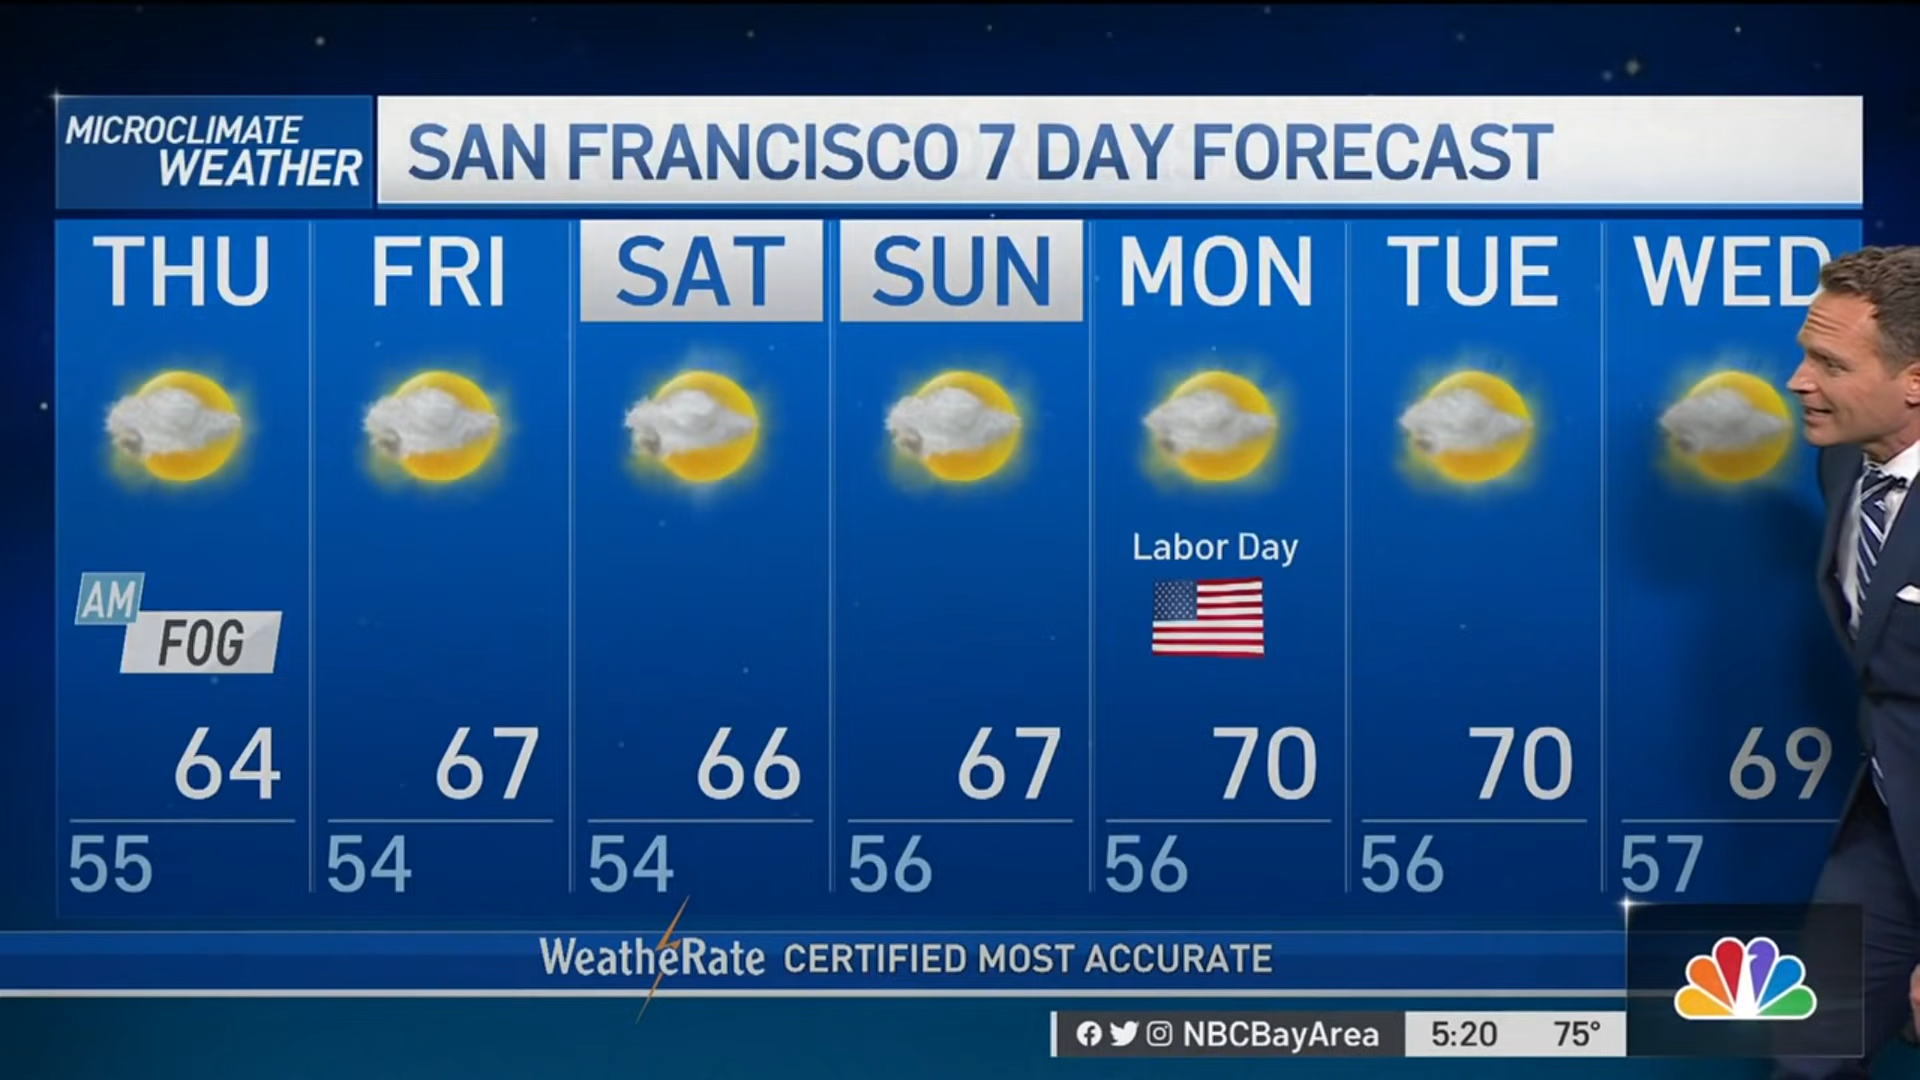 MICROCLIMATE
WEATHER
SAN FRANCISCO 7 DAY FORECAST
THU FRI SAT SUN MON TUE WED
Labor Day
AM
FOG
64 67 66 67 70 70 69
55 54 54 56 56 56 57
WeatheRate CERTIFIED MOST ACCURATE
NBCBayArea 5:20 75°